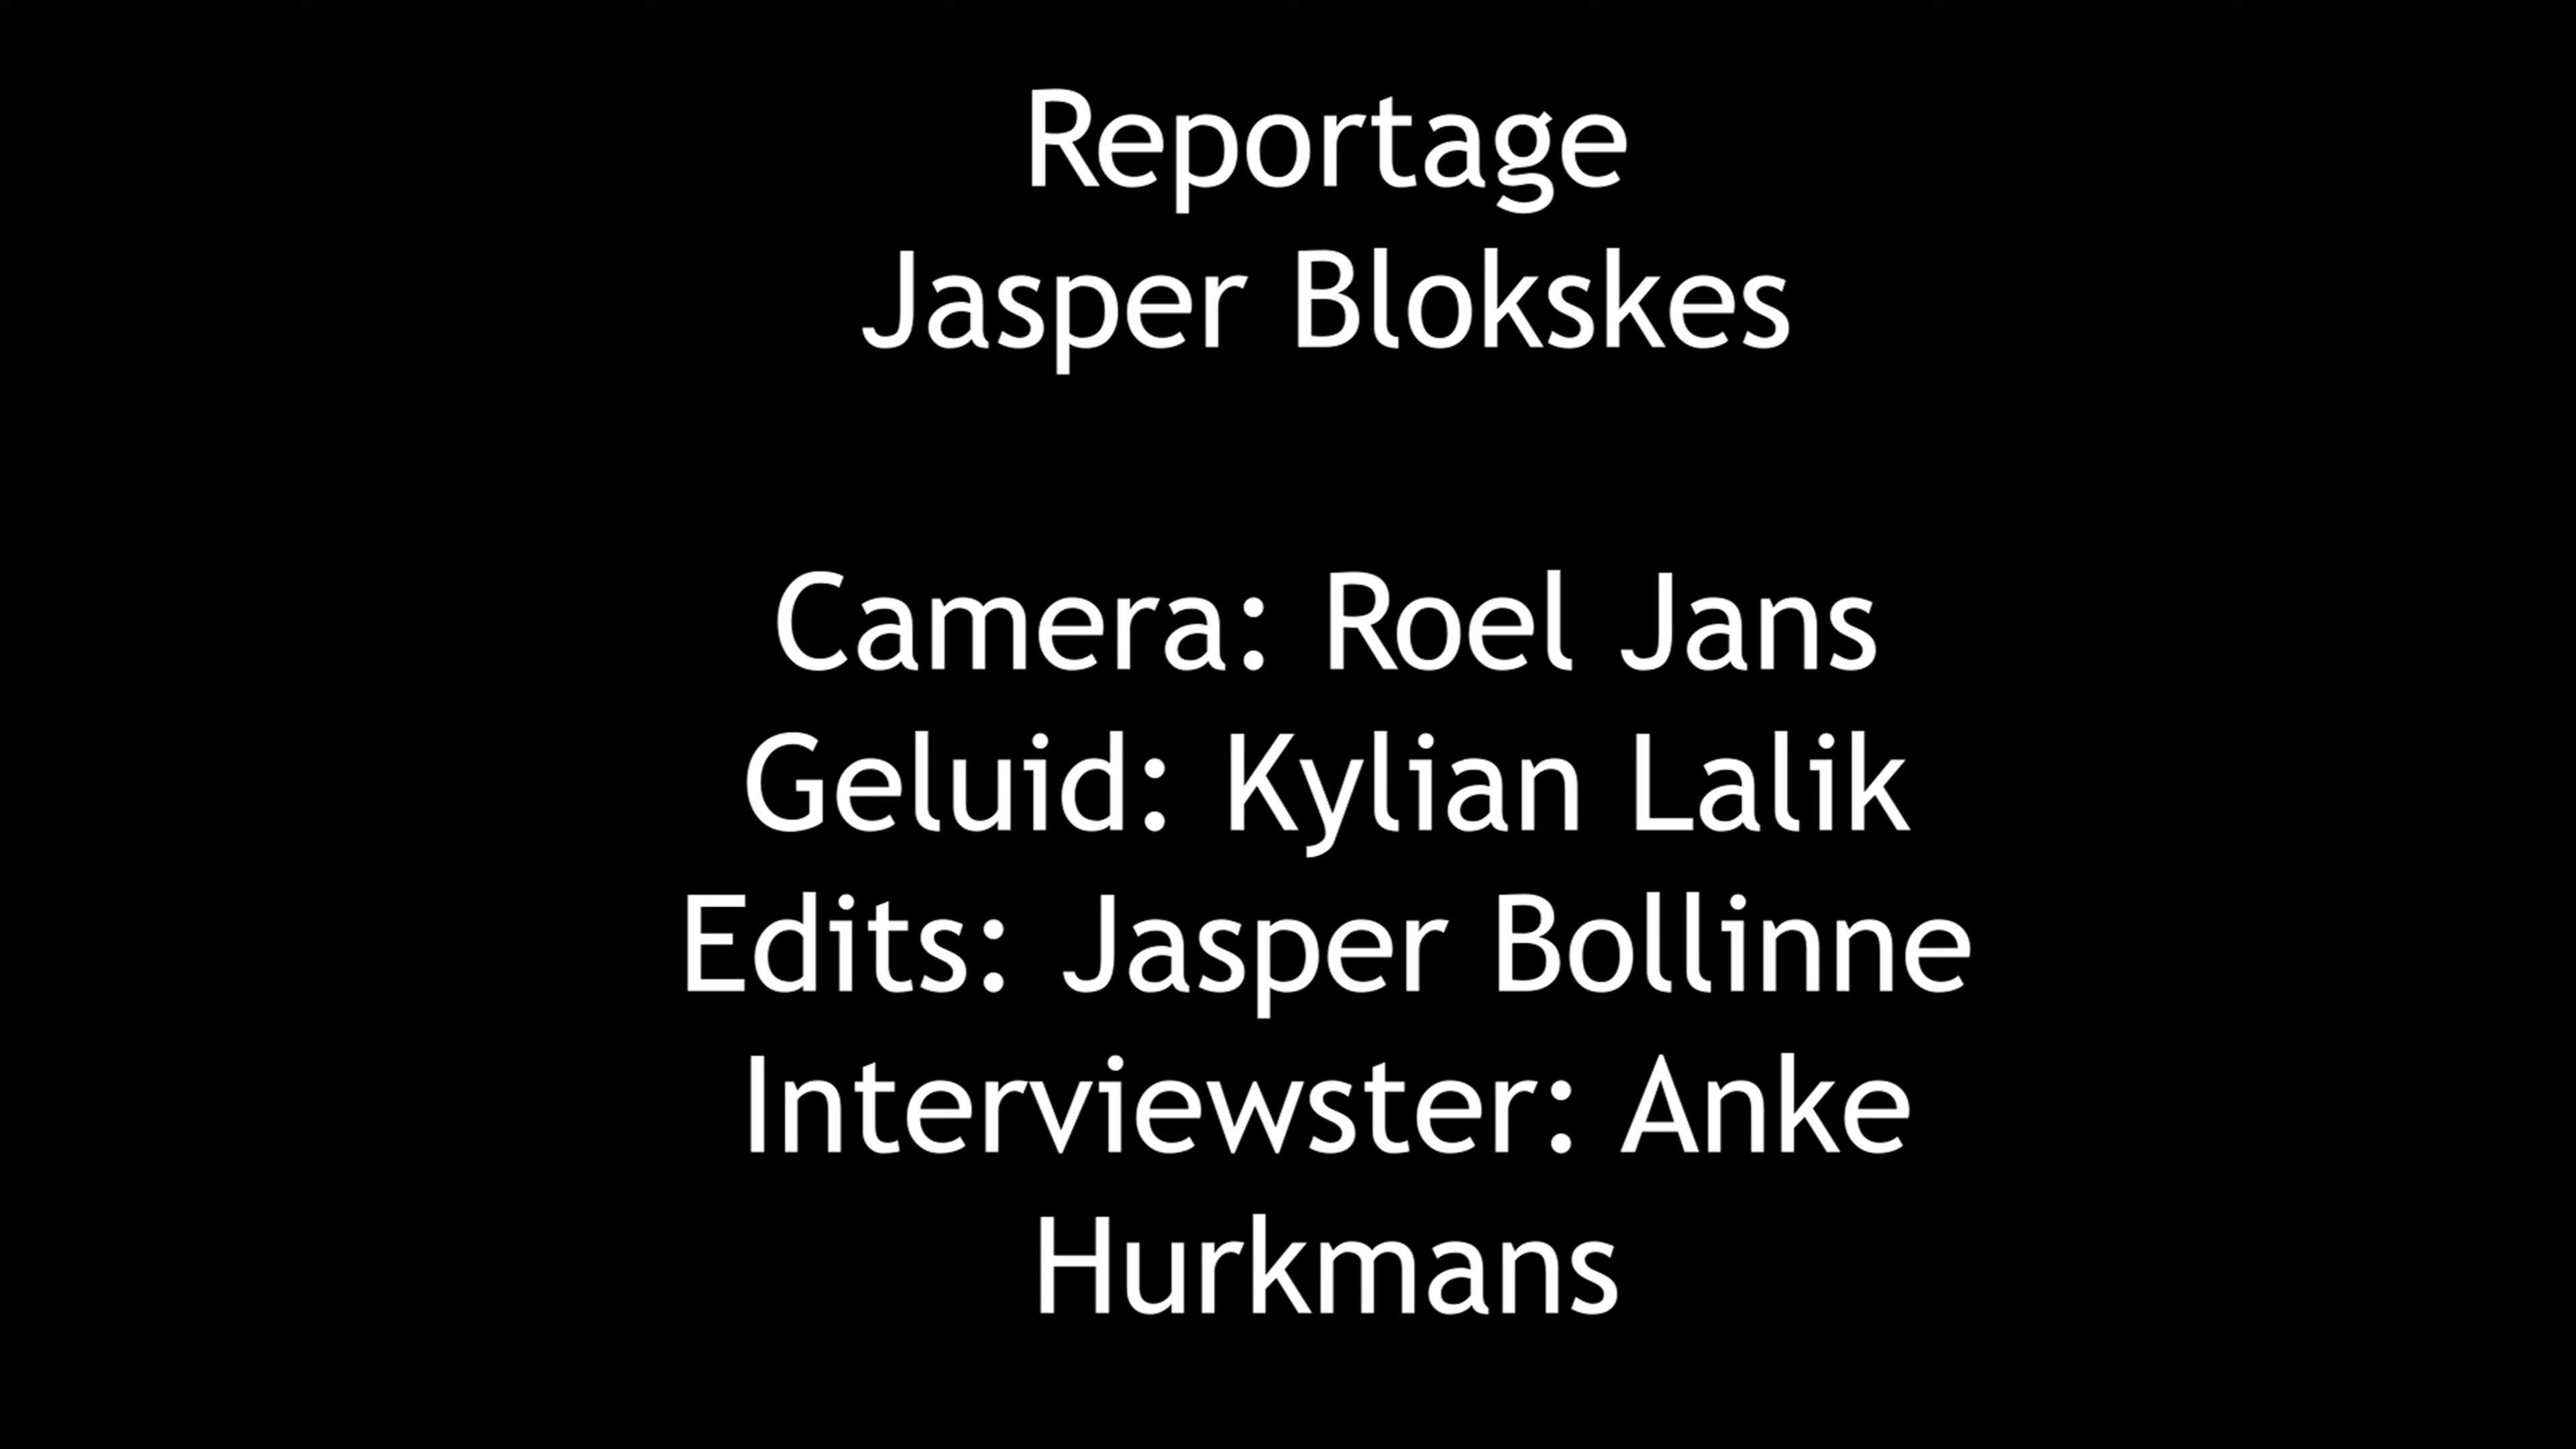 Reportage
Jasper Blokskes
Camera: Roel Jans
Geluid: Kylian Lalik
Edits: Jasper Bollinne
Interviewster: Anke
Hurkmans